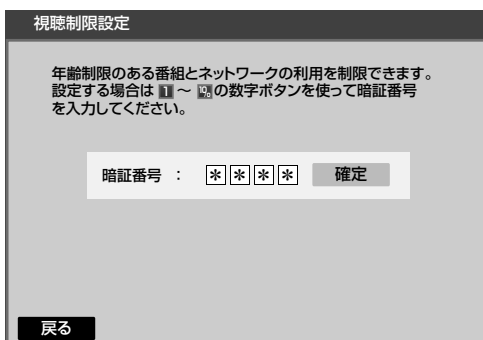 視聴制限設定
年齢制限のある番組とネットワークの利用を制限できます。
設定する場合は 1 ～ 10 の数字ボタンを使って暗証番号
を入力してください。
暗証番号 ： ＊ ＊ ＊ ＊ 確定
戻る